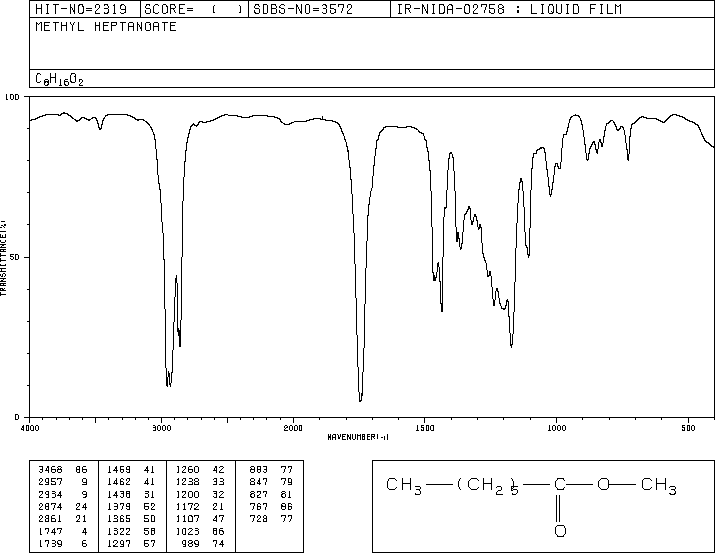 HIT-NO=2319 SCORE= ( ) SDBS-NO=3572 IR-NIDA-02758 : LIQUID FILM
METHYL HEPTANOATE
C8H16O2
100
50
0
TRANSMITTANCE(%)
4000 3000 2000 1500 1000 500
WAVENUMBER(-1)
3468 86 1469 41 1260 42 883 77
2957 9 1462 41 1238 33 847 79
2934 9 1438 31 1200 32 827 81
2874 24 1379 52 1172 21 767 86
2861 21 1365 50 1107 47 728 77
1747 4 1322 58 1023 66
1739 6 1297 57 989 74
CH3—(CH2)5—C—O—CH3
O